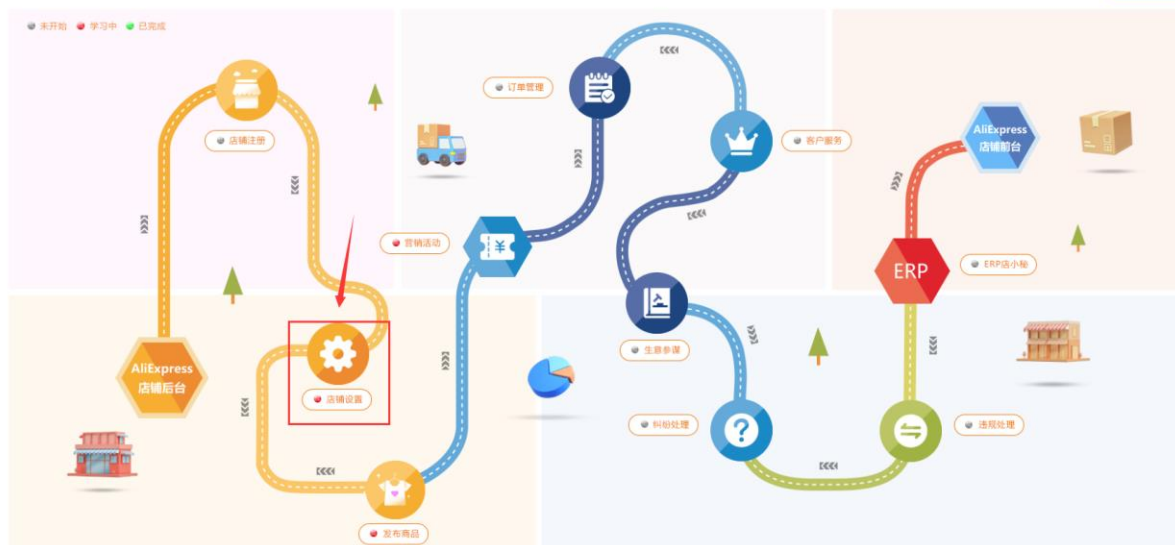 未开始 学习中 已完成
店铺注册
AliExpress
店铺后台
店铺设置
发布商品
营销活动
¥
订单管理
客户服务
生意参谋
纠纷处理
?
违规处理
ERP
ERP店小秘
AliExpress
店铺前台